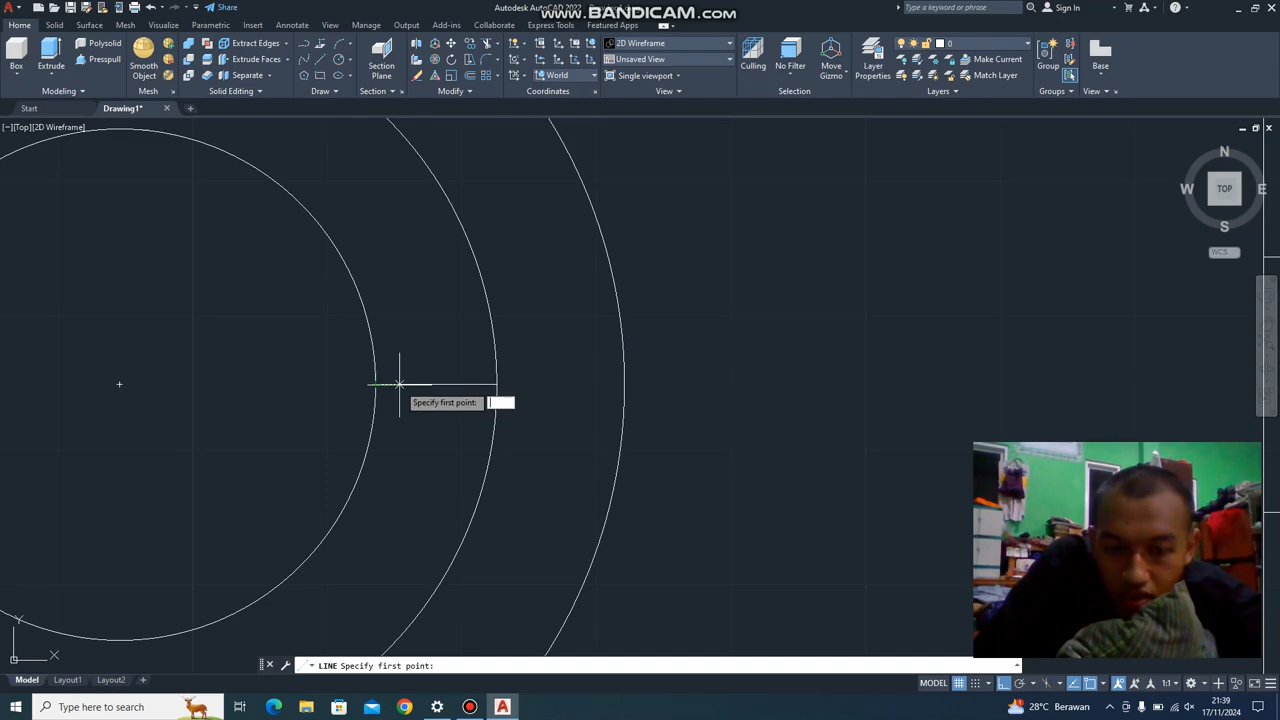 Autodesk AutoCAD 2022
www.BANDICAM.com
Share
Type a keyword or phrase
Sign In
Home Solid Surface Mesh Visualize Parametric Insert Annotate View Manage Output Add-ins Collaborate Express Tools Featured Apps
Box
Extrude
Polysolid
Presspull
Modeling
Smooth
Object
Mesh
Extract Edges
Extrude Faces
Separate
Solid Editing
Draw
Section
Plane
Section
Modify
World
Coordinates
2D Wireframe
Unsaved View
Single viewport
View
Culling
No Filter
Move
Gizmo
Selection
Layer
Properties
0
Make Current
Match Layer
Layers
Group
Groups
Base
View
Start
Drawing1*
[−][Top][2D Wireframe]
N
W
TOP
E
S
WCS
Specify first point:
Y
X
LINE Specify first point:
Model Layout1 Layout2
MODEL
1:1
Type here to search
28°C Berawan
21:39
17/11/2024